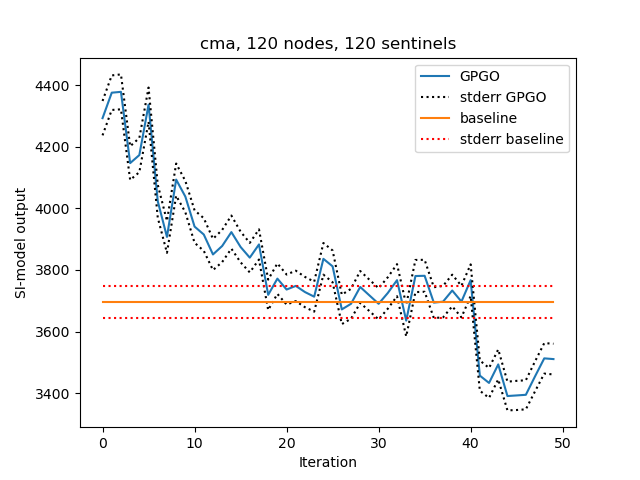 cma, 120 nodes, 120 sentinels
GPGO
stderr GPGO
baseline
stderr baseline
4400
4200
4000
3800
3600
3400
SI-model output
0 10 20 30 40 50
Iteration